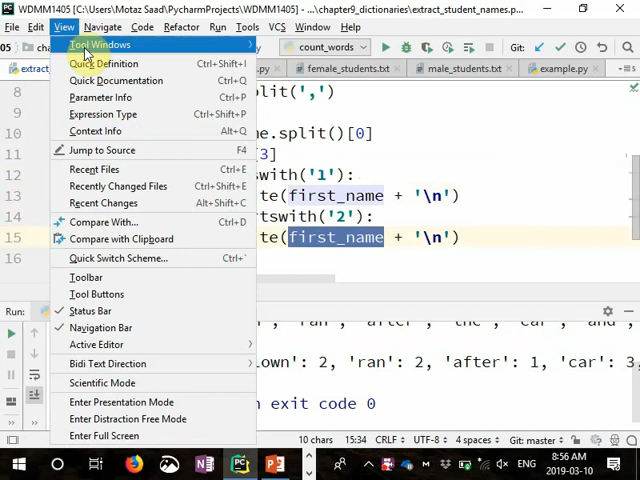 WDMM1405 [C:\Users\Motaz Saad\PycharmProjects\WDMM1405] - ...\chapter9_dictionaries\extract_student_names.p...
File Edit View Navigate Code Refactor Run Tools VCS Window Help
05 cha count_words
extract .py female_students.txt male_students.txt example.py
Tool Windows
Quick Definition Ctrl+Shift+I
Quick Documentation Ctrl+Q
Parameter Info Ctrl+P
Expression Type Ctrl+Shift+P
Context Info Alt+Q
Jump to Source F4
Recent Files Ctrl+E
Recently Changed Files Ctrl+Shift+E
Recent Changes Alt+Shift+C
Compare With... Ctrl+D
Compare with Clipboard
Quick Switch Scheme... Ctrl+`
Toolbar
Tool Buttons
Status Bar
Navigation Bar
Active Editor
Bidi Text Direction
Scientific Mode
Enter Presentation Mode
Enter Distraction Free Mode
Enter Full Screen
8 split(',')
9
10 me.split()[0]
11 [3]
12 swith('1'):
13 te(first_name + '\n')
14 rtswith('2'):
15 te(first_name + '\n')
16
Run:
', 'ran', 'after', 'the', 'car', 'and',
down': 2, 'ran': 2, 'after': 1, 'car': 3,
n exit code 0
10 chars 15:34 CRLF UTF-8 4 spaces Git: master
8:56 AM
2019-03-10